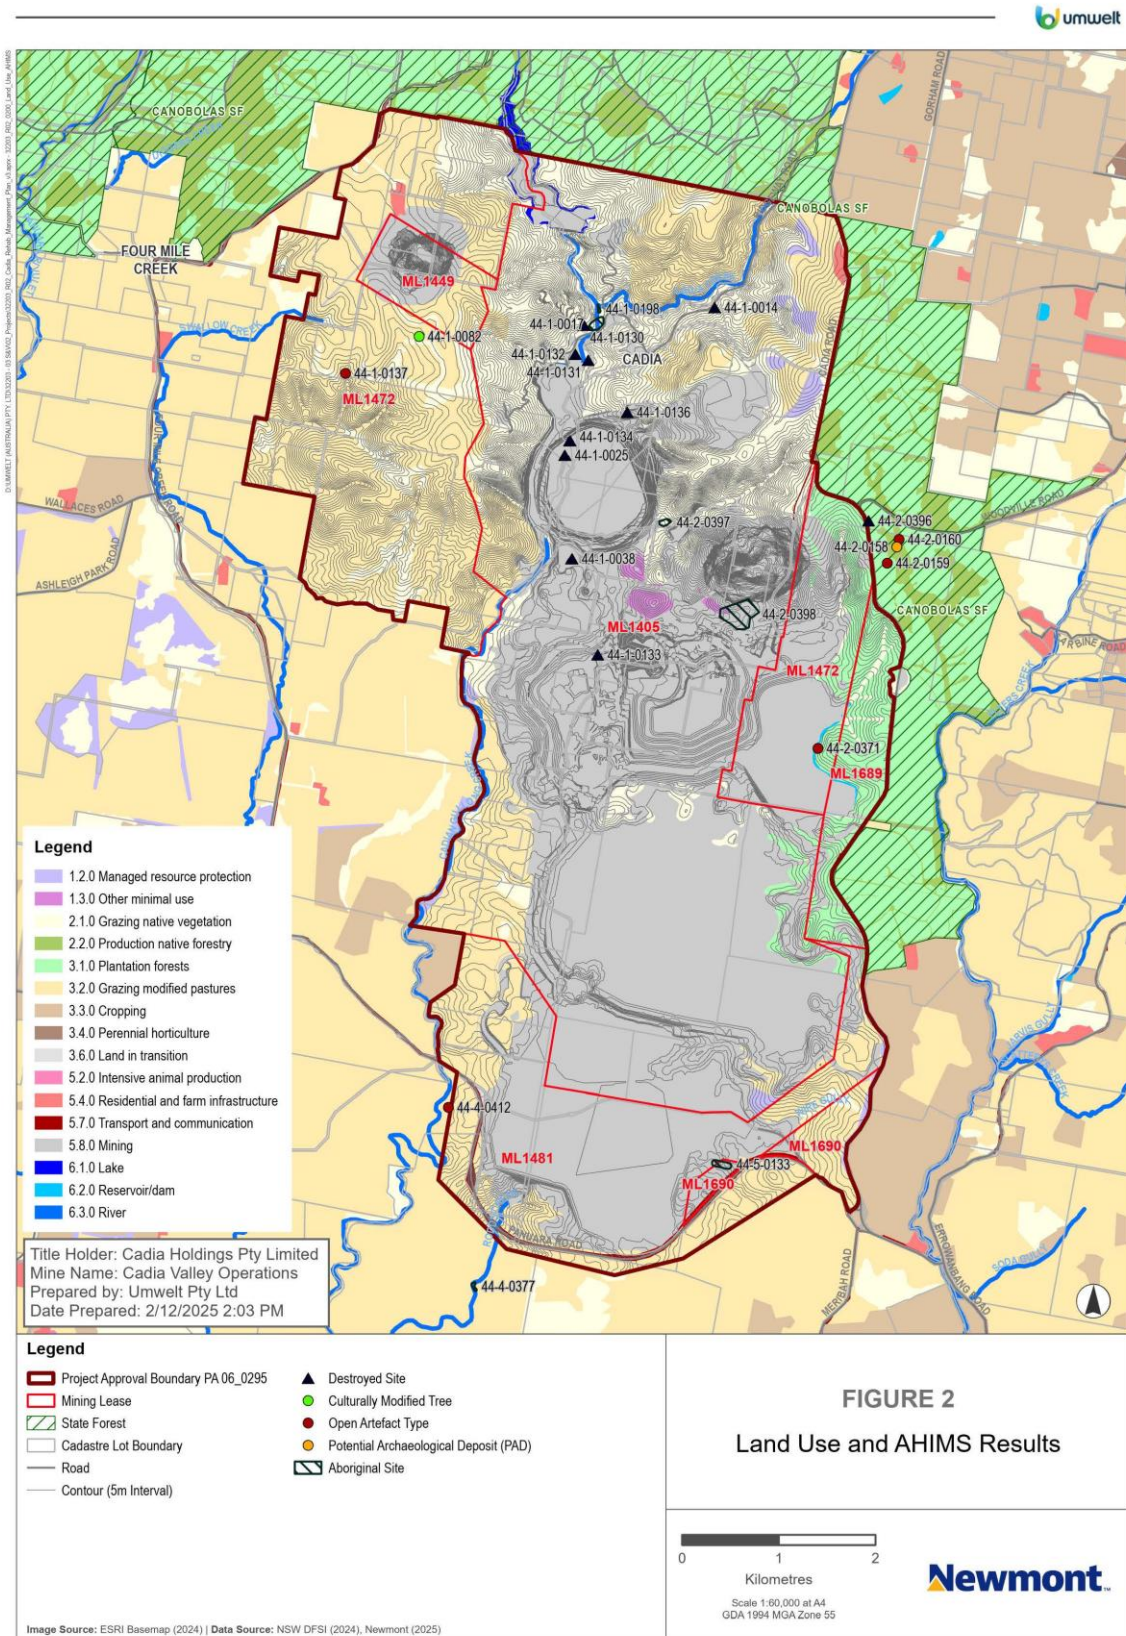 umwelt
CANOBOLAS SF
GORHAM ROAD
CANOBOLAS SF
FOUR MILE
CREEK
ML1449
SWALLOW CREEK
44-1-0198
44-1-0014
44-1-0017
44-1-0130
44-1-0082
44-1-0132
CADIA
44-1-0131
CADIA ROAD
44-1-0137
ML1472
44-1-0136
44-1-0134
44-1-0025
WALLACES ROAD
WOODVILLE ROAD
44-2-0397
44-2-0396
44-2-0160
44-2-0158
44-2-0159
44-1-0038
ASHLEIGH PARK ROAD
44-2-0398
CANOBOLAS SF
ML1405
44-1-0133
ML1472
44-2-0371
ML1689
Legend
1.2.0 Managed resource protection
1.3.0 Other minimal use
2.1.0 Grazing native vegetation
2.2.0 Production native forestry
3.1.0 Plantation forests
3.2.0 Grazing modified pastures
3.3.0 Cropping
3.4.0 Perennial horticulture
3.6.0 Land in transition
5.2.0 Intensive animal production
5.4.0 Residential and farm infrastructure
5.7.0 Transport and communication
5.8.0 Mining
6.1.0 Lake
6.2.0 Reservoir/dam
6.3.0 River
44-4-0412
ML1481
ML1690
44-5-0133
ML1690
PANUARA ROAD
MERIBAH ROAD
ERROWANBANG ROAD
44-4-0377
Title Holder: Cadia Holdings Pty Limited
Mine Name: Cadia Valley Operations
Prepared by: Umwelt Pty Ltd
Date Prepared: 2/12/2025 2:03 PM
Legend
Project Approval Boundary PA 06_0295
Mining Lease
State Forest
Cadastre Lot Boundary
Road
Contour (5m Interval)
Destroyed Site
Culturally Modified Tree
Open Artefact Type
Potential Archaeological Deposit (PAD)
Aboriginal Site
FIGURE 2
Land Use and AHIMS Results
0 1 2
Kilometres
Scale 1:60,000 at A4
GDA 1994 MGA Zone 55
Newmont
Image Source: ESRI Basemap (2024) | Data Source: NSW DFSI (2024), Newmont (2025)